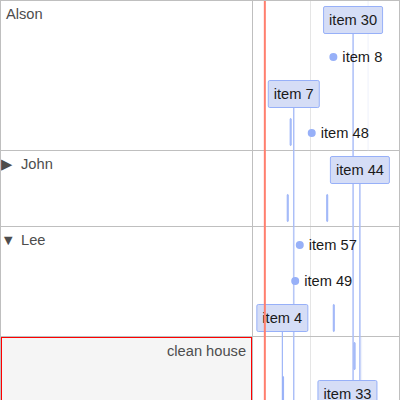 Alson
item 30
item 8
item 7
item 48
▶ John
item 44
▼ Lee
item 57
item 49
item 4
clean house
item 33